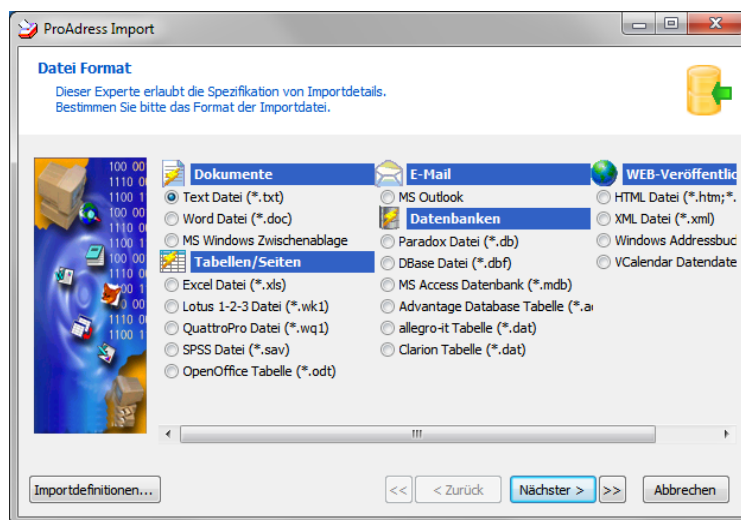 ProAdress Import
Datei Format
Dieser Experte erlaubt die Spezifikation von Importdetails.
Bestimmen Sie bitte das Format der Importdatei.
Dokumente
Text Datei (*.txt)
Word Datei (*.doc)
MS Windows Zwischenablage
Tabellen/Seiten
Excel Datei (*.xls)
Lotus 1-2-3 Datei (*.wk1)
QuattroPro Datei (*.wq1)
SPSS Datei (*.sav)
OpenOffice Tabelle (*.odt)
E-Mail
MS Outlook
Datenbanken
Paradox Datei (*.db)
DBase Datei (*.dbf)
MS Access Datenbank (*.mdb)
Advantage Database Tabelle (*.a
allegro-it Tabelle (*.dat)
Clarion Tabelle (*.dat)
WEB-Veröffentlic
HTML Datei (*.htm;*.
XML Datei (*.xml)
Windows Addressbuc
VCalendar Datendate
Importdefinitionen...
<<
< Zurück
Nächster >
>>
Abbrechen